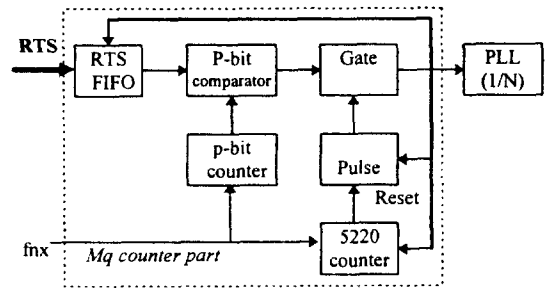 RTS
RTS
FIFO
P-bit
comparator
Gate
PLL
(1/N)
p-bit
counter
Pulse
Reset
fnx
Mq counter part
5220
counter